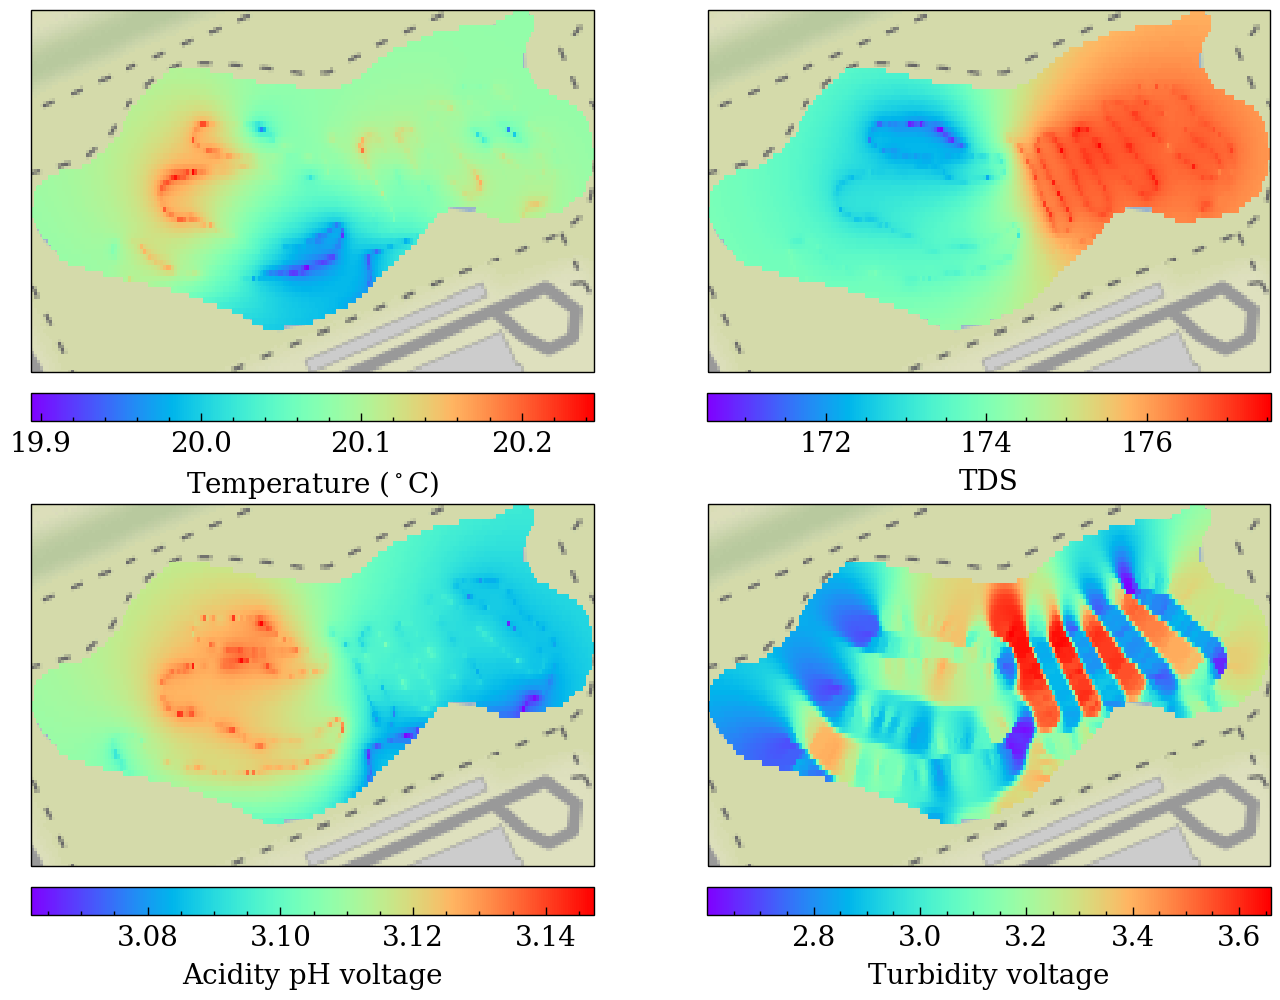 19.9 20.0 20.1 20.2
Temperature (°C)
172 174 176
TDS
3.08 3.10 3.12 3.14
Acidity pH voltage
2.8 3.0 3.2 3.4 3.6
Turbidity voltage